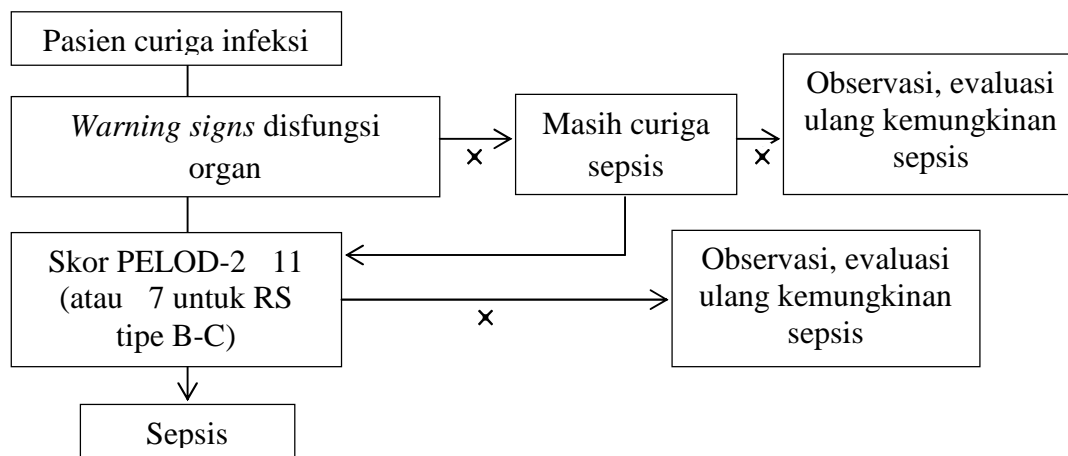 Pasien curiga infeksi
Warning signs disfungsi
organ
Masih curiga
sepsis
Observasi, evaluasi
ulang kemungkinan
sepsis
Skor PELOD-2 11
(atau 7 untuk RS
tipe B-C)
Observasi, evaluasi
ulang kemungkinan
sepsis
Sepsis